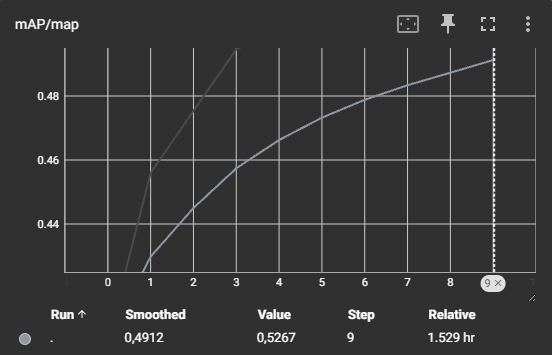 mAP/map
0.48
0.46
0.44
0 1 2 3 4 5 6 7 8 9 ×
Run ↑ Smoothed Value Step Relative
. 0,4912 0,5267 9 1.529 hr